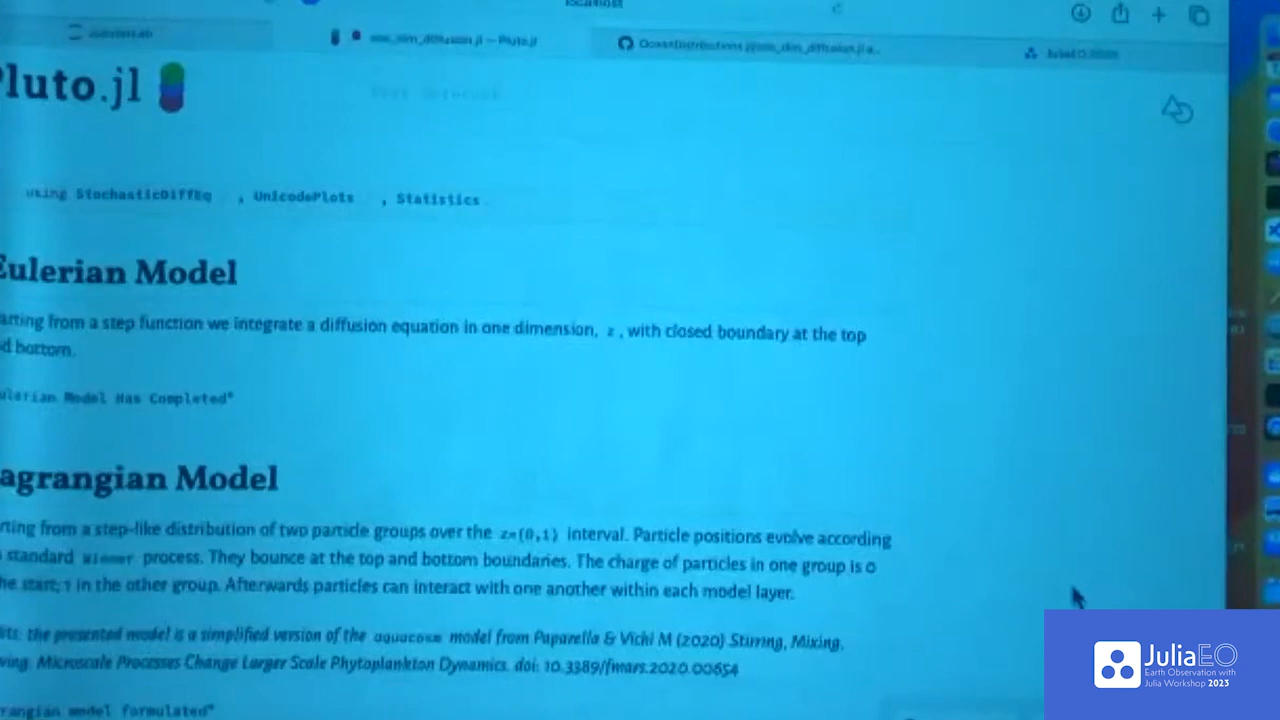 Pluto.jl
using StochasticDiffEq , UnicodePlots , Statistics
Eulerian Model
arting from a step function we integrate a diffusion equation in one dimension, z , with closed boundary at the top
d bottom.
ulerian Model Has Completed"
agrangian Model
rting from a step-like distribution of two particle groups over the z=(0,1) interval. Particle positions evolve according
standard Wiener process. They bounce at the top and bottom boundaries. The charge of particles in one group is 0
he start; 1 in the other group. Afterwards particles can interact with one another within each model layer.
the presented model is a simplified version of the aquacosm model from Paparella & Vichi M (2020) Stirring, Mixing,
wing: Microscale Processes Change Larger Scale Phytoplankton Dynamics. doi: 10.3389/fmars.2020.00654
rangian model formulated"
JuliaEO
Earth Observation with
Julia Workshop 2023